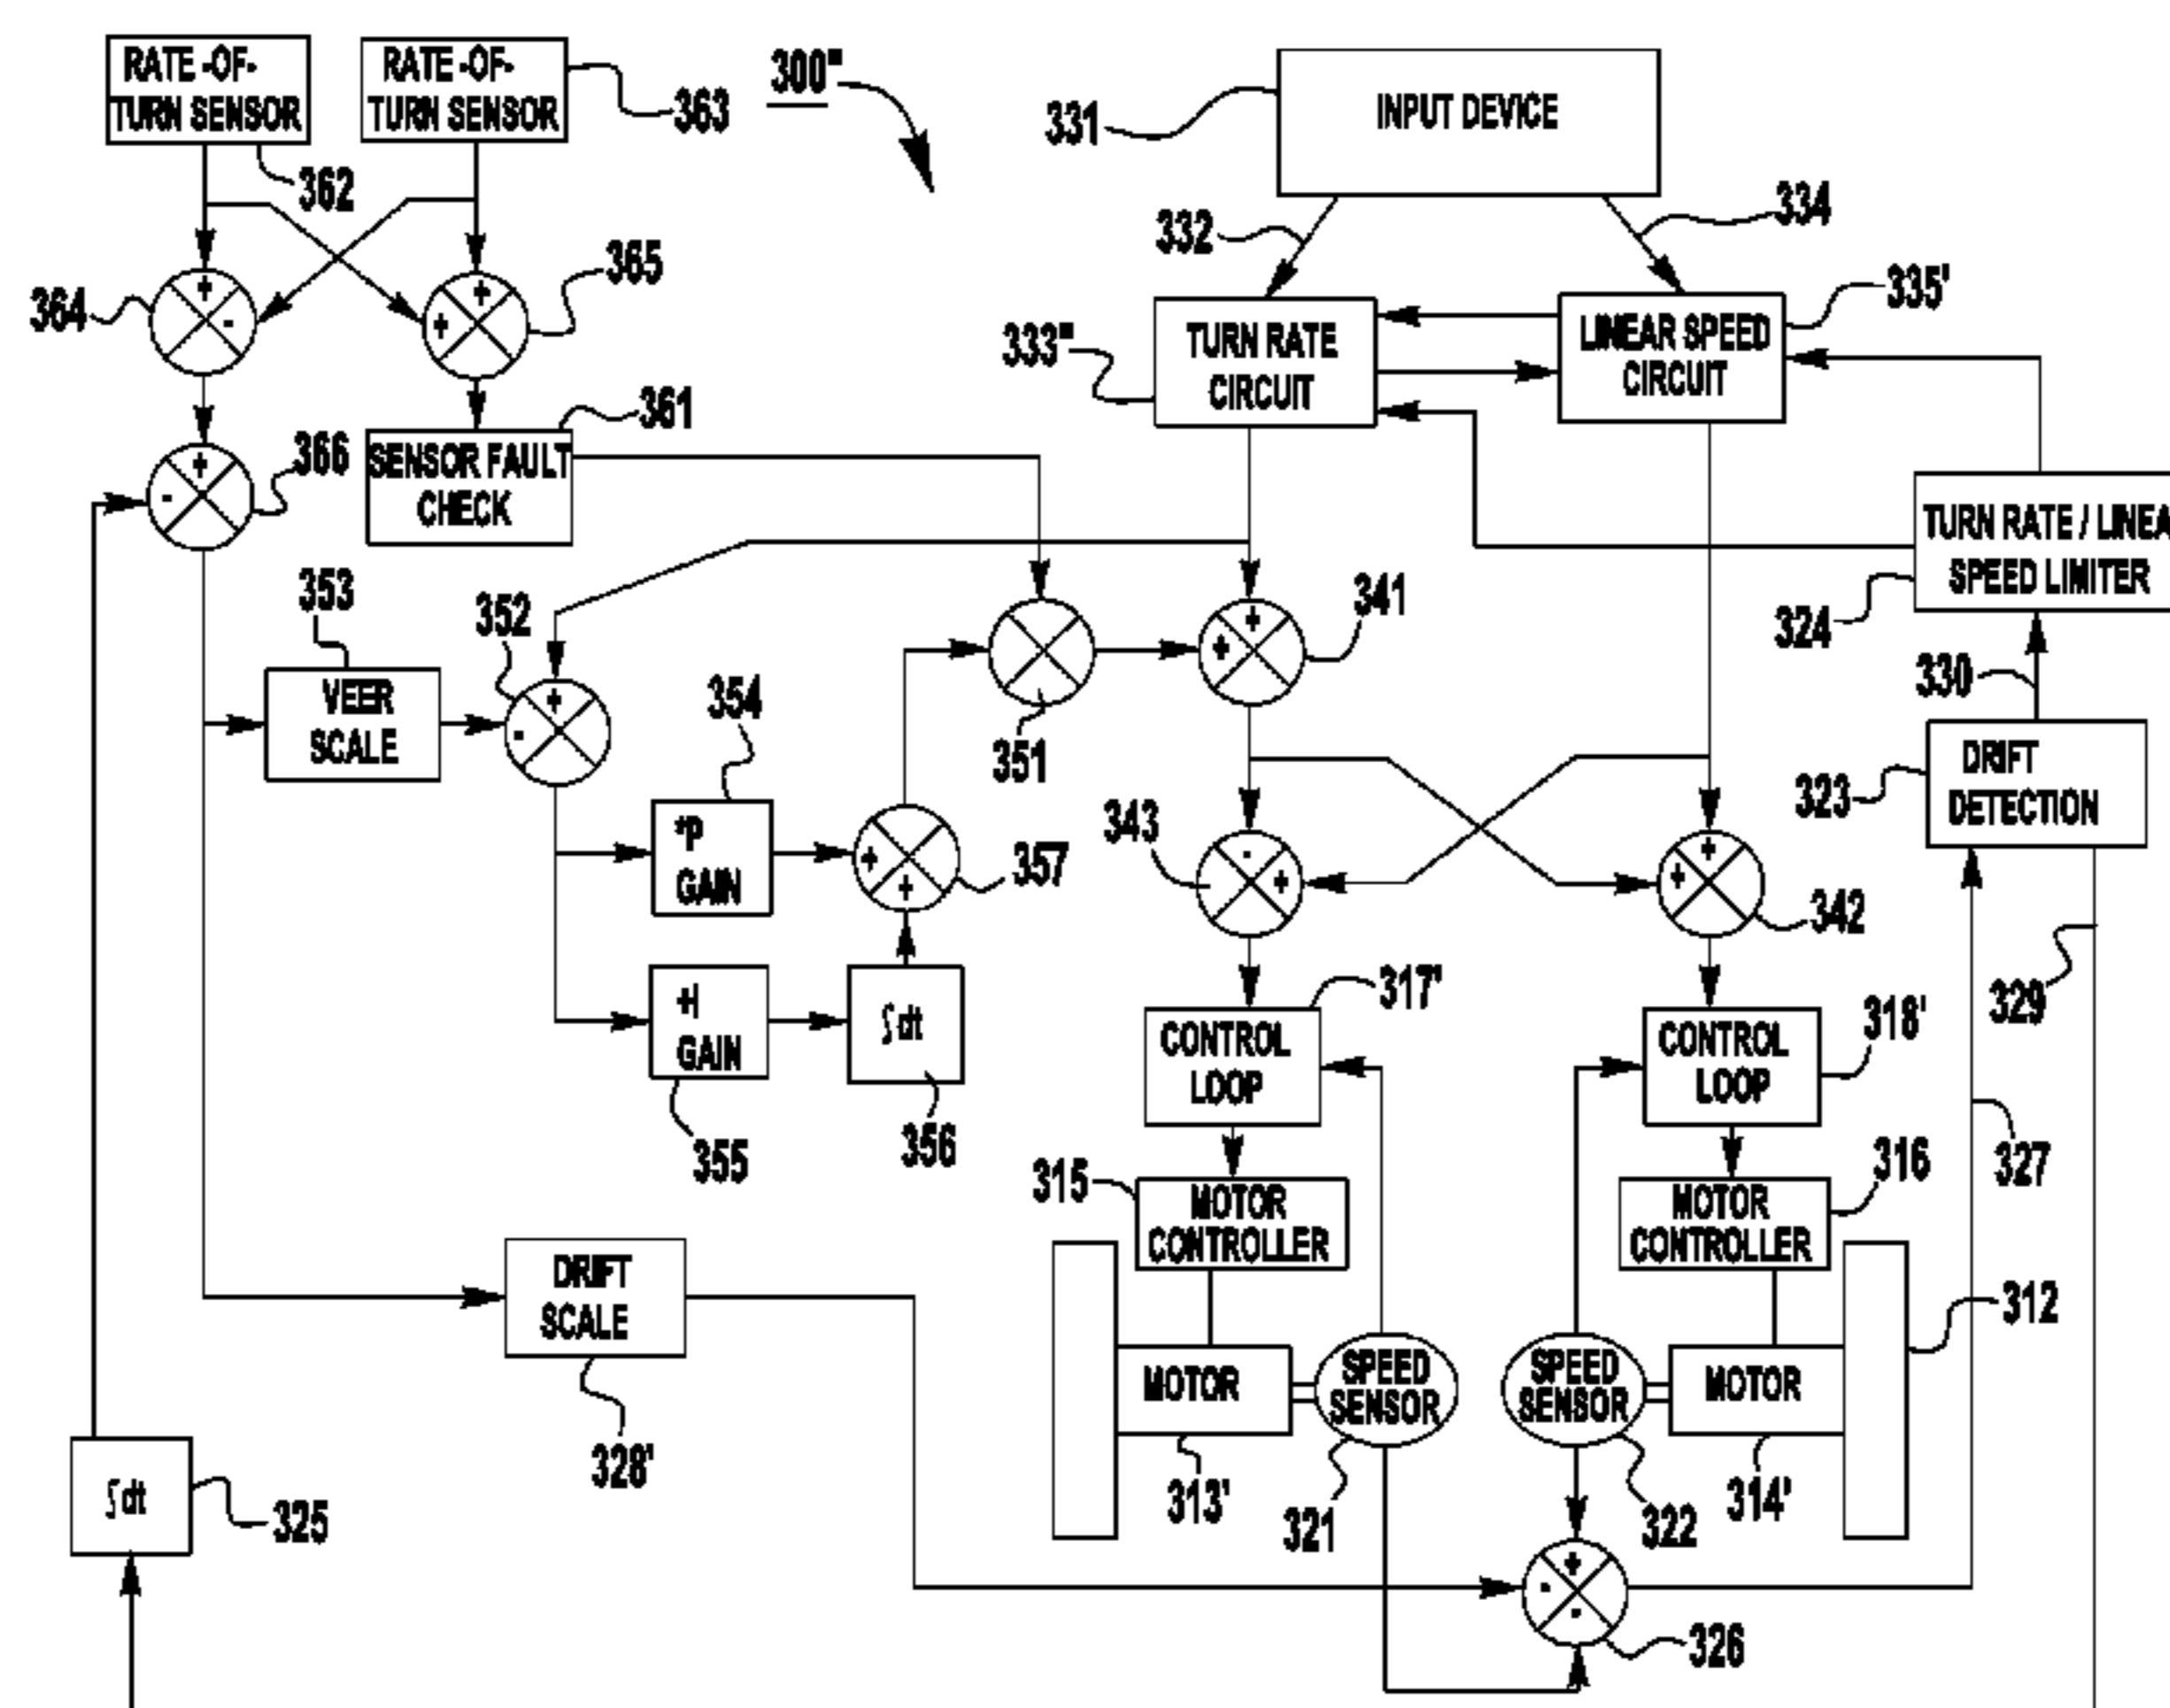 RATE -OF-
TURN SENSOR
RATE -OF-
TURN SENSOR
363
362
300"
331
INPUT DEVICE
332
334
364
365
333"
TURN RATE
CIRCUIT
LINEAR SPEED
CIRCUIT
335'
366
361
SENSOR FAULT
CHECK
TURN RATE / LINEA
SPEED LIMITER
324
353
352
341
330
VEER
SCALE
354
351
DRIFT
DETECTION
323
343
342
*P
GAIN
357
329
317'
318'
+I
GAIN
∫dt
CONTROL
LOOP
CONTROL
LOOP
355
356
327
315
MOTOR
CONTROLLER
MOTOR
CONTROLLER
316
DRIFT
SCALE
312
MOTOR
SPEED
SENSOR
SPEED
SENSOR
MOTOR
328'
313'
321
322
314'
∫dt
325
326